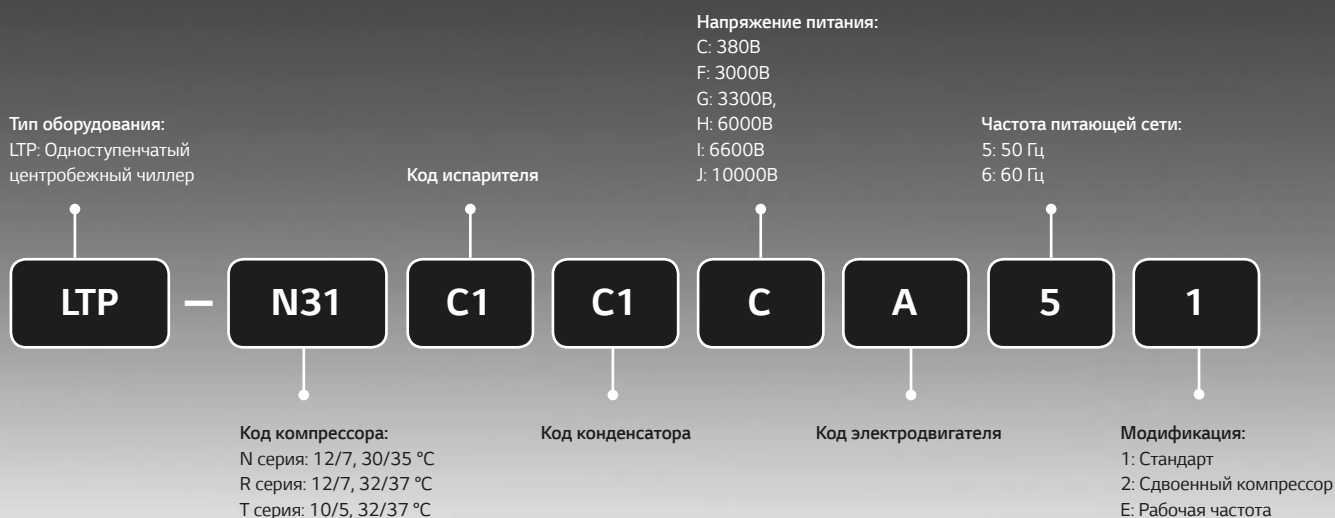 Напряжение питания:
C: 380В
F: 3000В
G: 3300В,
H: 6000В
I: 6600В
J: 10000В
Тип оборудования:
LTP: Одноступенчатый
центробежный чиллер
Код испарителя
Частота питающей сети:
5: 50 Гц
6: 60 Гц
LTP – N31 C1 C1 C A 5 1
Код компрессора:
N серия: 12/7, 30/35 °C
R серия: 12/7, 32/37 °C
T серия: 10/5, 32/37 °C
Код конденсатора
Код электродвигателя
Модификация:
1: Стандарт
2: Сдвоенный компрессор
E: Рабочая частота